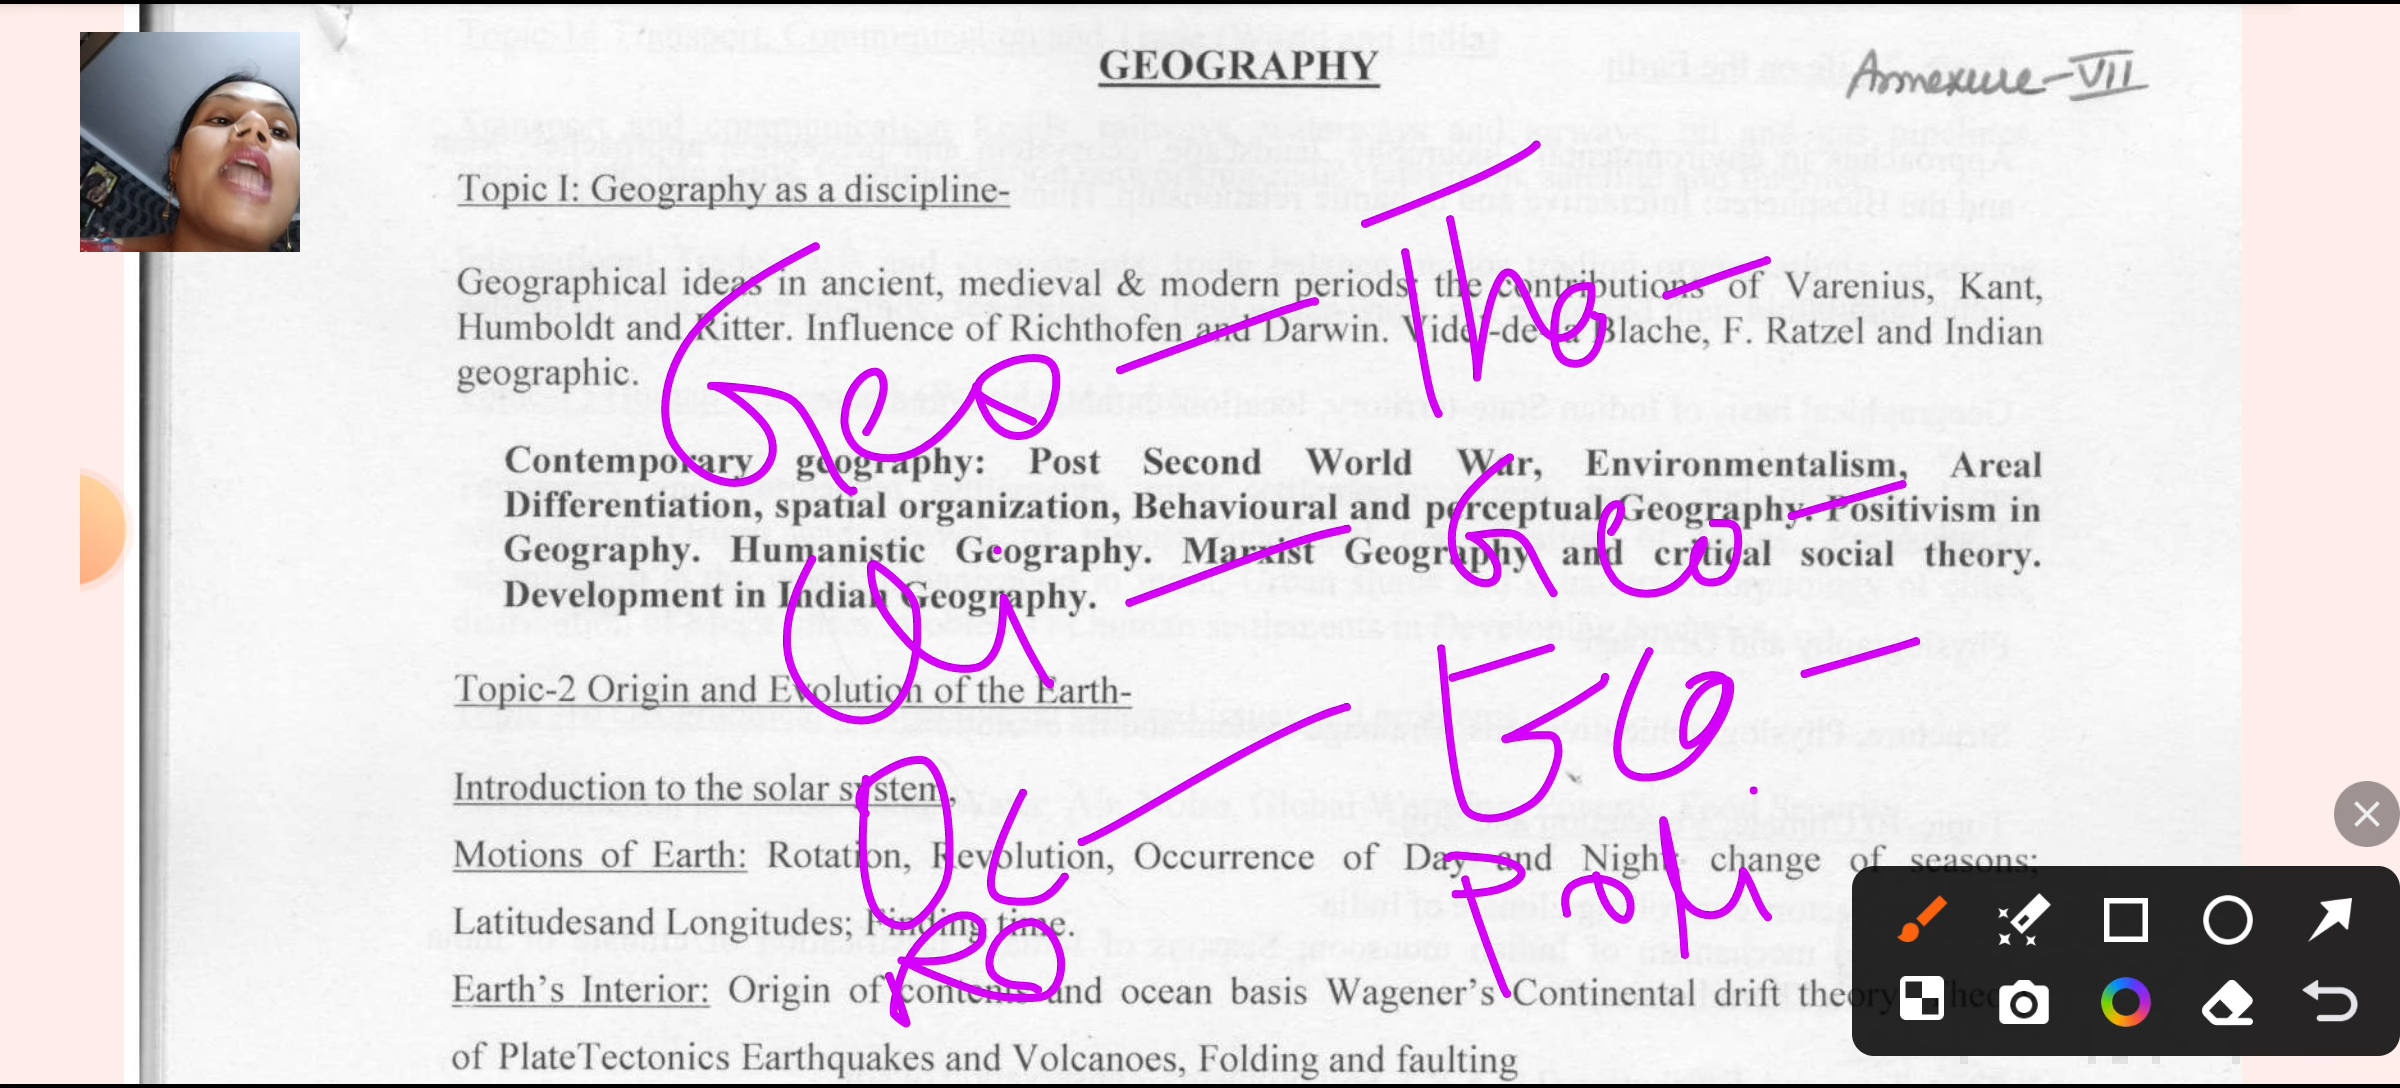 GEOGRAPHY
Annexure-VII
Topic I: Geography as a discipline-
Geographical ideas in ancient, medieval & modern periods; the contributions of Varenius, Kant,
Humboldt and Ritter. Influence of Richthofen and Darwin. Videl-de-la Blache, F. Ratzel and Indian
geographic.
Contemporary geography: Post Second World War, Environmentalism, Areal
Differentiation, spatial organization, Behavioural and perceptual Geography. Positivism in
Geography. Humanistic Geography. Marxist Geography and critical social theory.
Development in Indian Geography.
Topic-2 Origin and Evolution of the Earth-
Introduction to the solar system,
Motions of Earth: Rotation, Revolution, Occurrence of Day and Night; change of seasons;
Latitudesand Longitudes; Finding time.
Earth's Interior: Origin of contents and ocean basis Wagener's Continental drift theory
of PlateTectonics Earthquakes and Volcanoes, Folding and faulting
Geo
Geo
Eco